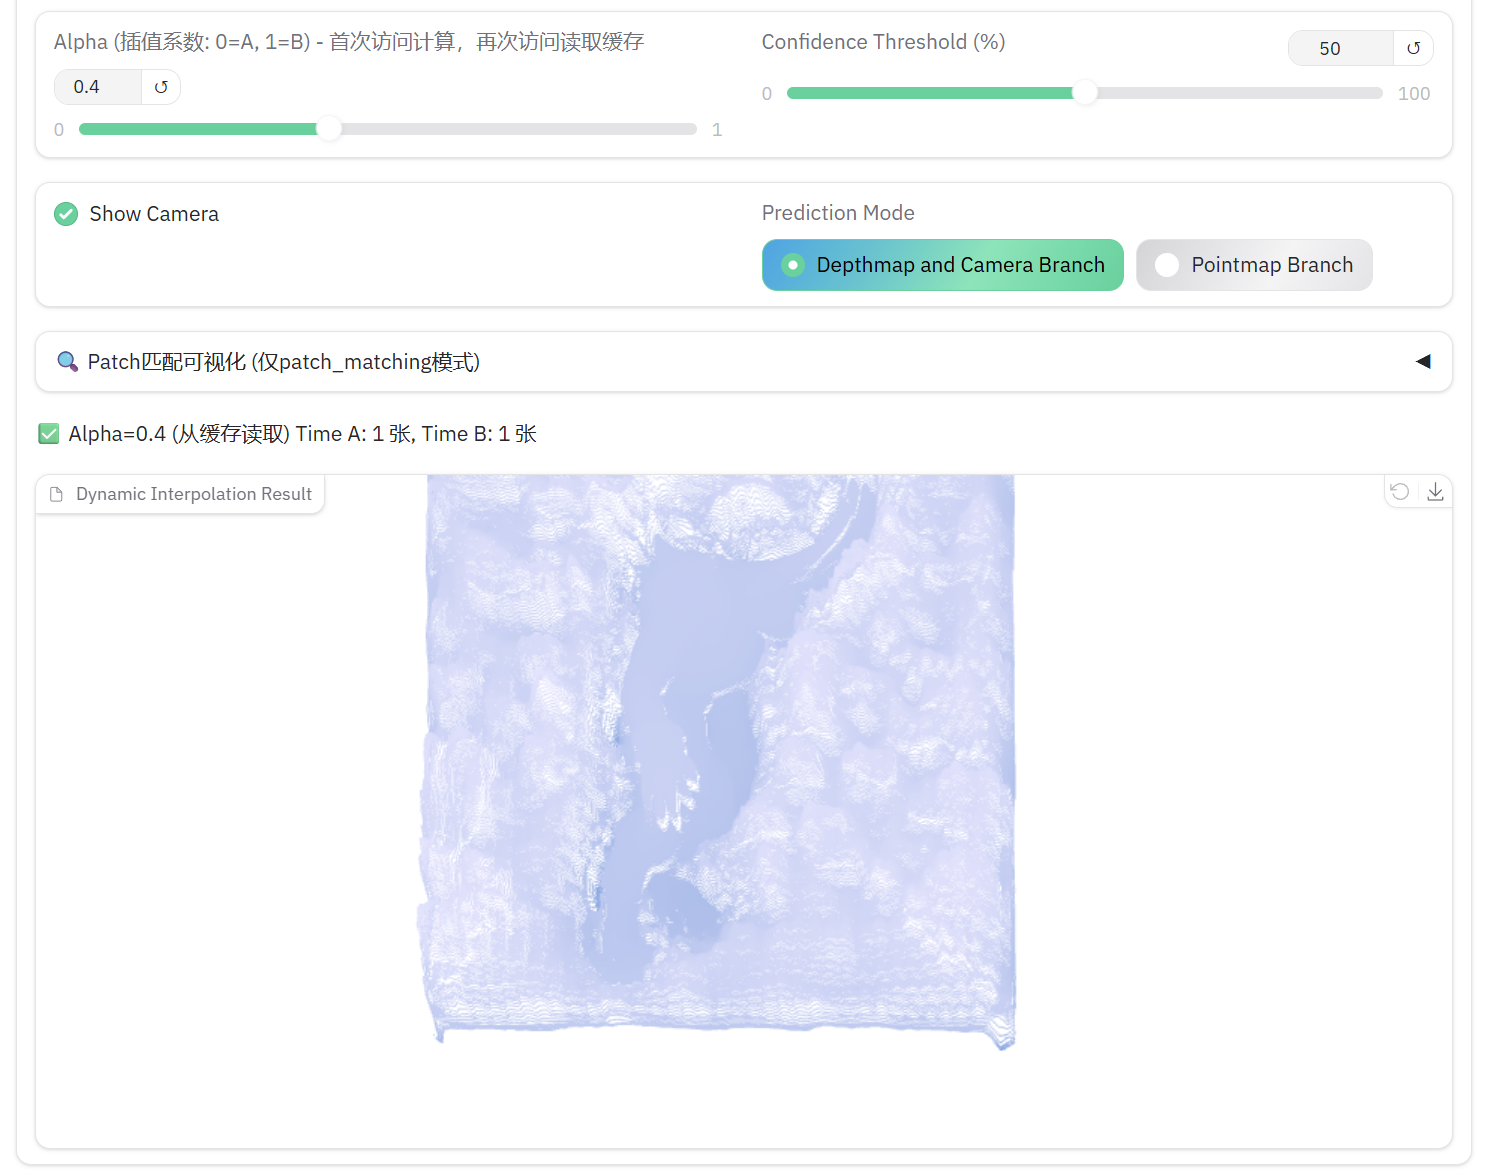 Alpha (插值系数: 0=A, 1=B) - 首次访问计算，再次访问读取缓存
0.4
0
1
Confidence Threshold (%)
50
0
100
Show Camera
Prediction Mode
Depthmap and Camera Branch
Pointmap Branch
Patch匹配可视化 (仅patch_matching模式)
Alpha=0.4 (从缓存读取) Time A: 1 张, Time B: 1 张
Dynamic Interpolation Result